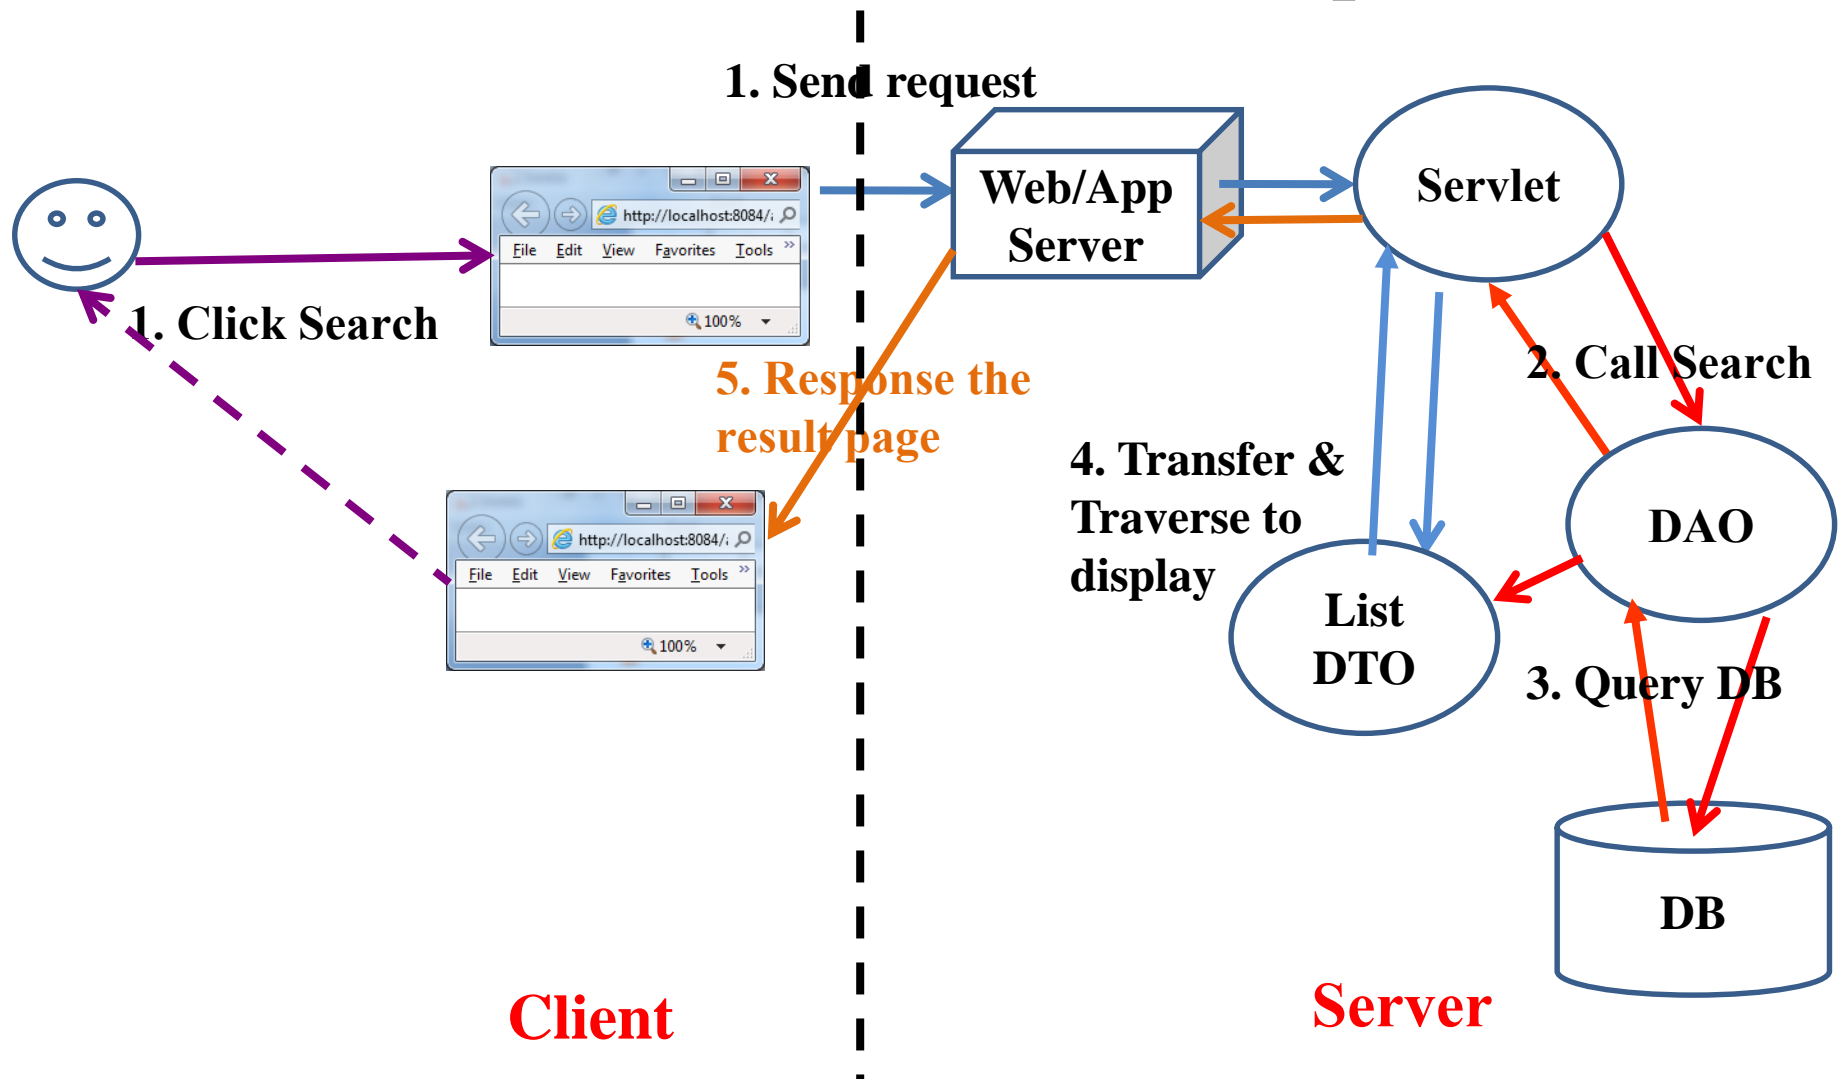 1. Send request
Web/App
Server
Servlet
http://localhost:8084/
File Edit View Favorites Tools »
100%
1. Click Search
2. Call Search
5. Response the
result page
4. Transfer &
Traverse to
display
DAO
http://localhost:8084/
File Edit View Favorites Tools »
100%
List
DTO
3. Query DB
DB
Client
Server